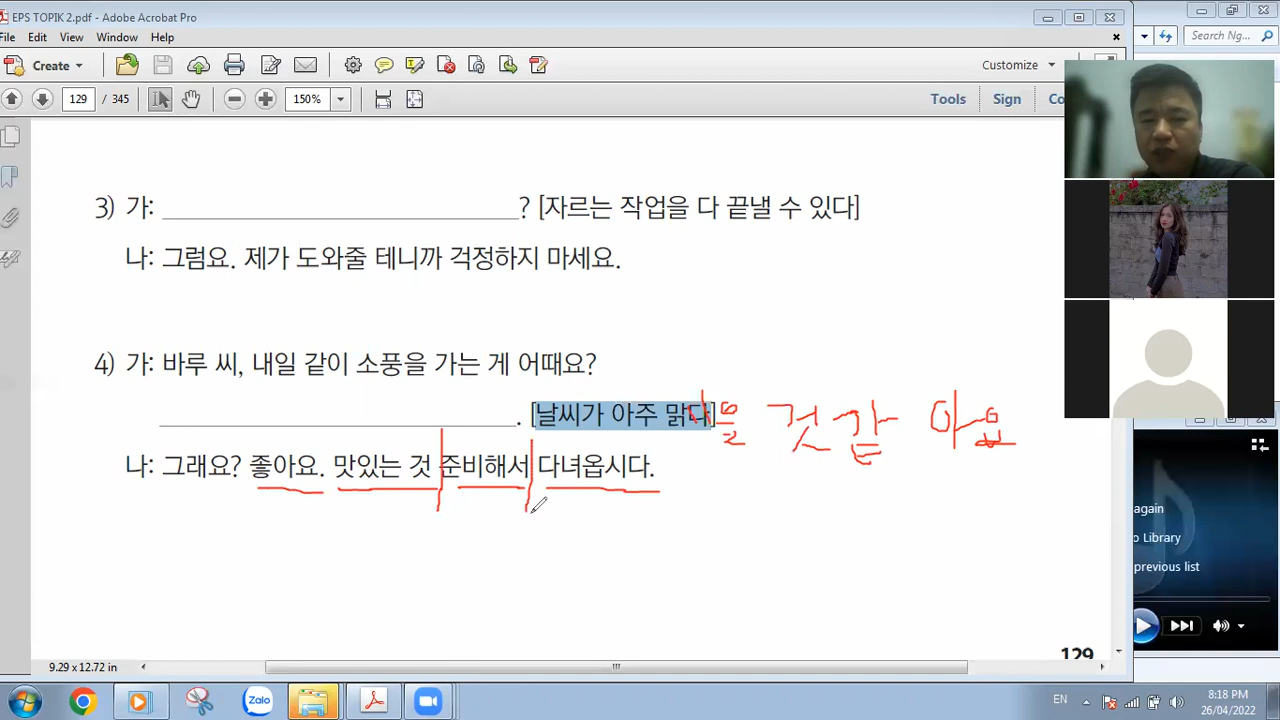 EPS TOPIK 2.pdf - Adobe Acrobat Pro
File Edit View Window Help
Create Customize
129 / 345 150% Tools Sign Co
Search Ng...
3) 가: ______? [자르는 작업을 다 끝낼 수 있다]
나: 그럼요. 제가 도와줄 테니까 걱정하지 마세요.
4) 가: 바루 씨, 내일 같이 소풍을 가는 게 어때요?
______. [날씨가 아주 맑다] 을 것 같 아 요
나: 그래요? 좋아요. 맛있는 것 준비해서 다녀옵시다.
again
o Library
previous list
129
9.29 x 12.72 in
Zalo
EN 8:18 PM
26/04/2022